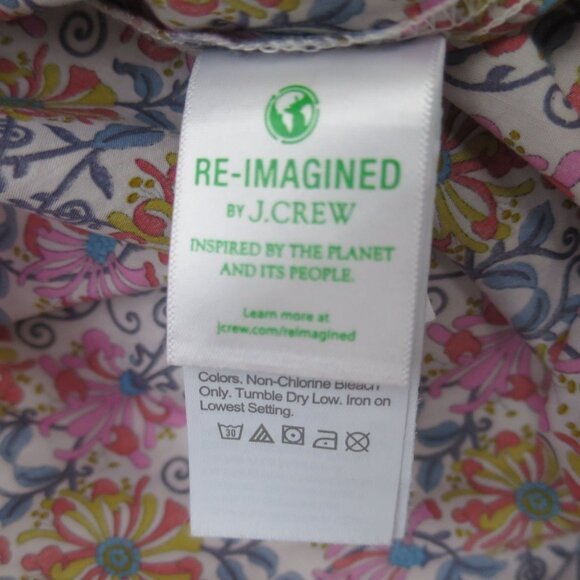 RE-IMAGINED
BY J.CREW
INSPIRED BY THE PLANET
AND ITS PEOPLE.
Learn more at
jcrew.com/reimagined
Colors. Non-Chlorine Bleach
Only. Tumble Dry Low. Iron on
Lowest Setting.
30